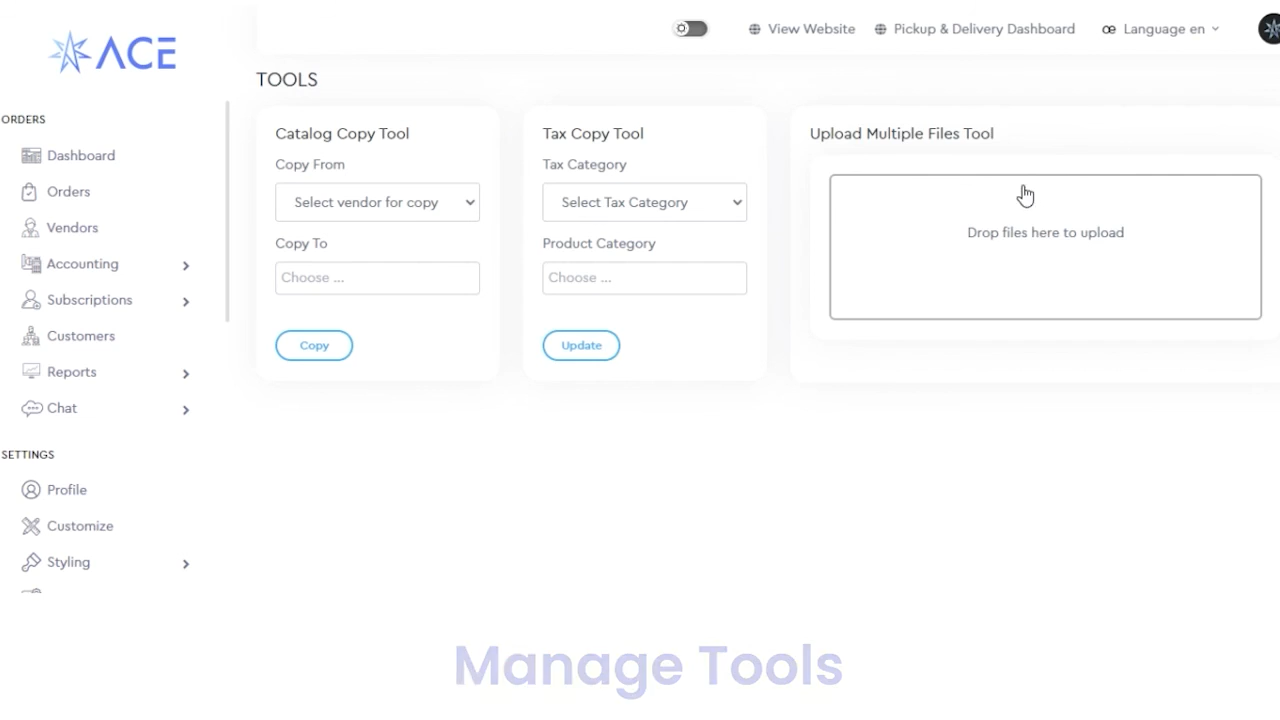 ACE
View Website
Pickup & Delivery Dashboard
Language en
TOOLS
ORDERS
Dashboard
Orders
Vendors
Accounting
Subscriptions
Customers
Reports
Chat
SETTINGS
Profile
Customize
Styling
Catalog Copy Tool
Copy From
Select vendor for copy
Copy To
Choose ...
Copy
Tax Copy Tool
Tax Category
Select Tax Category
Product Category
Choose ...
Update
Upload Multiple Files Tool
Drop files here to upload
Manage Tools